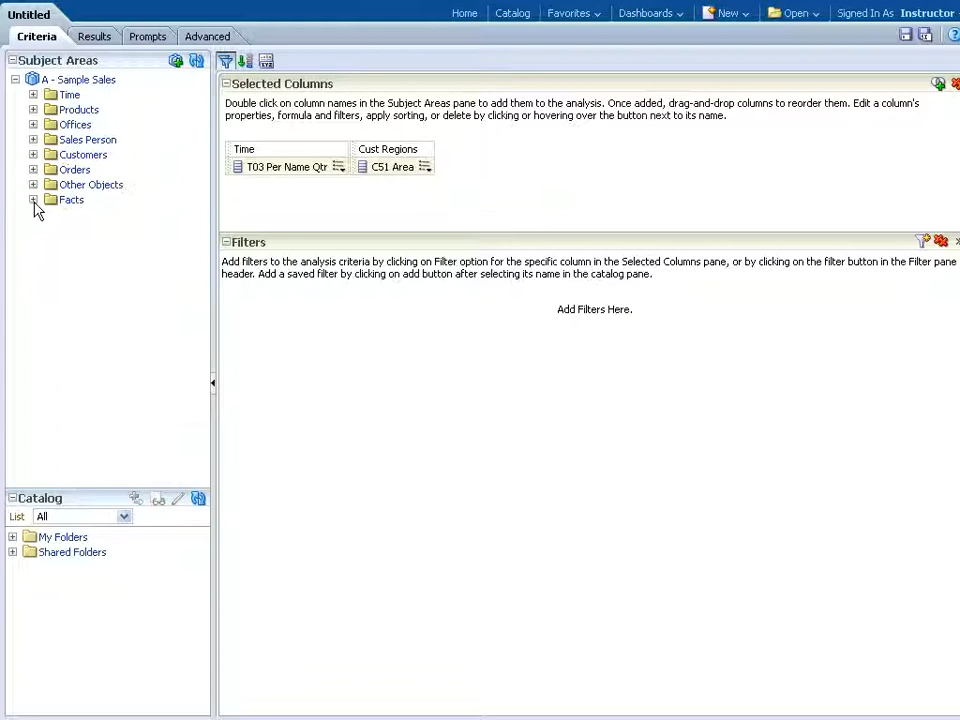 Untitled
Home Catalog Favorites Dashboards New Open Signed In As Instructor
Criteria Results Prompts Advanced
Subject Areas
A - Sample Sales
Time
Products
Offices
Sales Person
Customers
Orders
Other Objects
Facts
Selected Columns
Double click on column names in the Subject Areas pane to add them to the analysis. Once added, drag-and-drop columns to reorder them. Edit a column's
properties, formula and filters, apply sorting, or delete by clicking or hovering over the button next to its name.
Time Cust Regions
T03 Per Name Qtr C51 Area
Filters
Add filters to the analysis criteria by clicking on Filter option for the specific column in the Selected Columns pane, or by clicking on the filter button in the Filter pane
header. Add a saved filter by clicking on add button after selecting its name in the catalog pane.
Add Filters Here.
Catalog
List All
My Folders
Shared Folders